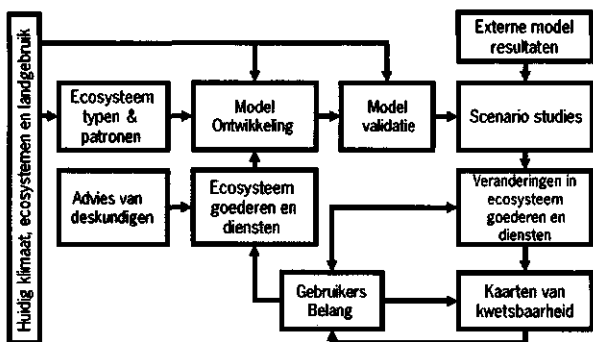 Huidig klimaat, ecosystemen en landgebruik
Externe model
resultaten
Ecosysteem
typen &
patronen
Model
Ontwikkeling
Model
validatie
Scenario studies
Advies van
deskundigen
Ecosysteem
goederen en
diensten
Veranderingen in
ecosysteem
goederen en
diensten
Gebruikers
Belang
Kaarten van
kwetsbaarheid